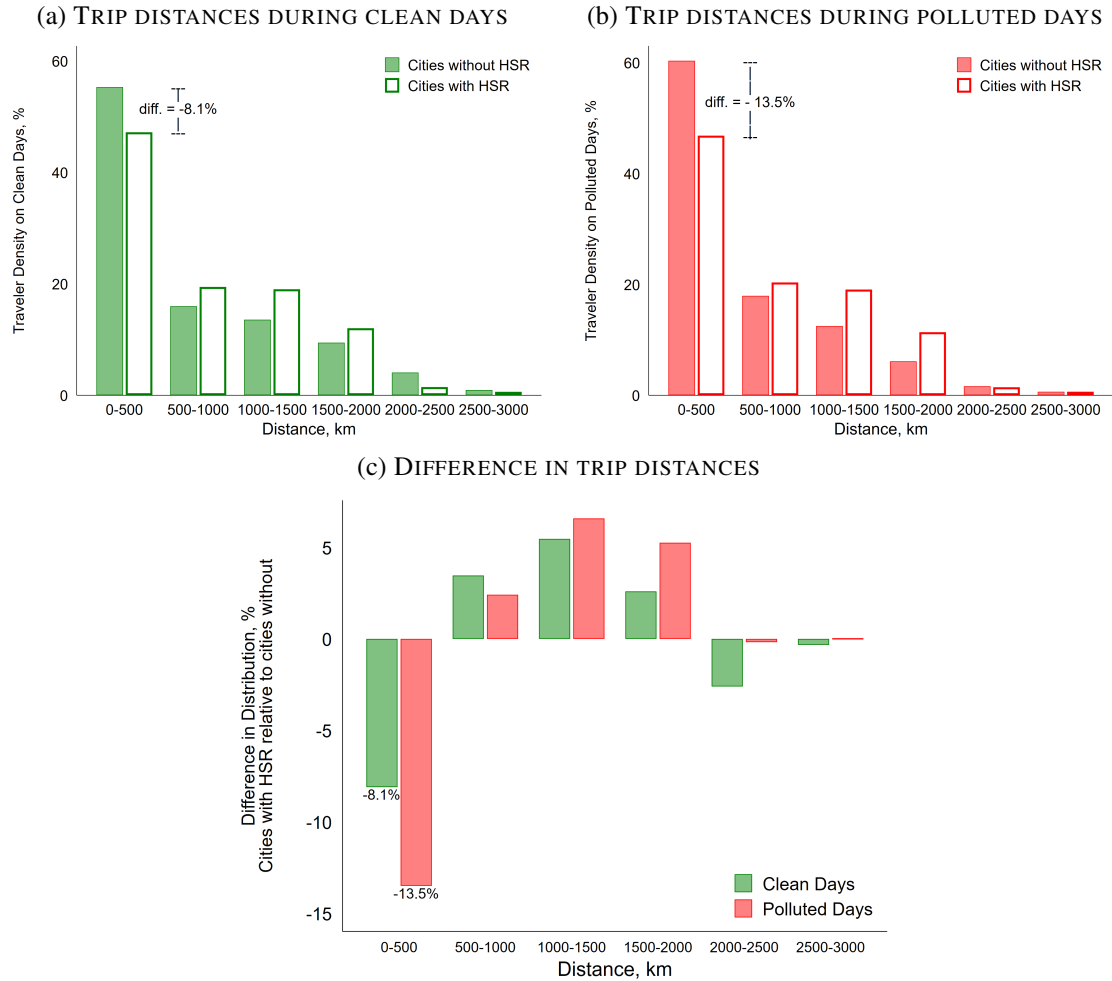 (a) TRIP DISTANCES DURING CLEAN DAYS
Traveler Density on Clean Days, %
60
40
20
0
Cities without HSR
Cities with HSR
diff. = -8.1%
0-500 500-1000 1000-1500 1500-2000 2000-2500 2500-3000
Distance, km
(b) TRIP DISTANCES DURING POLLUTED DAYS
Traveler Density on Polluted Days, %
60
40
20
0
Cities without HSR
Cities with HSR
diff. = - 13.5%
0-500 500-1000 1000-1500 1500-2000 2000-2500 2500-3000
Distance, km
(c) DIFFERENCE IN TRIP DISTANCES
Difference in Distribution, %
Cities with HSR relative to cities without
5
0
-5
-10
-15
-8.1%
-13.5%
Clean Days
Polluted Days
0-500 500-1000 1000-1500 1500-2000 2000-2500 2500-3000
Distance, km